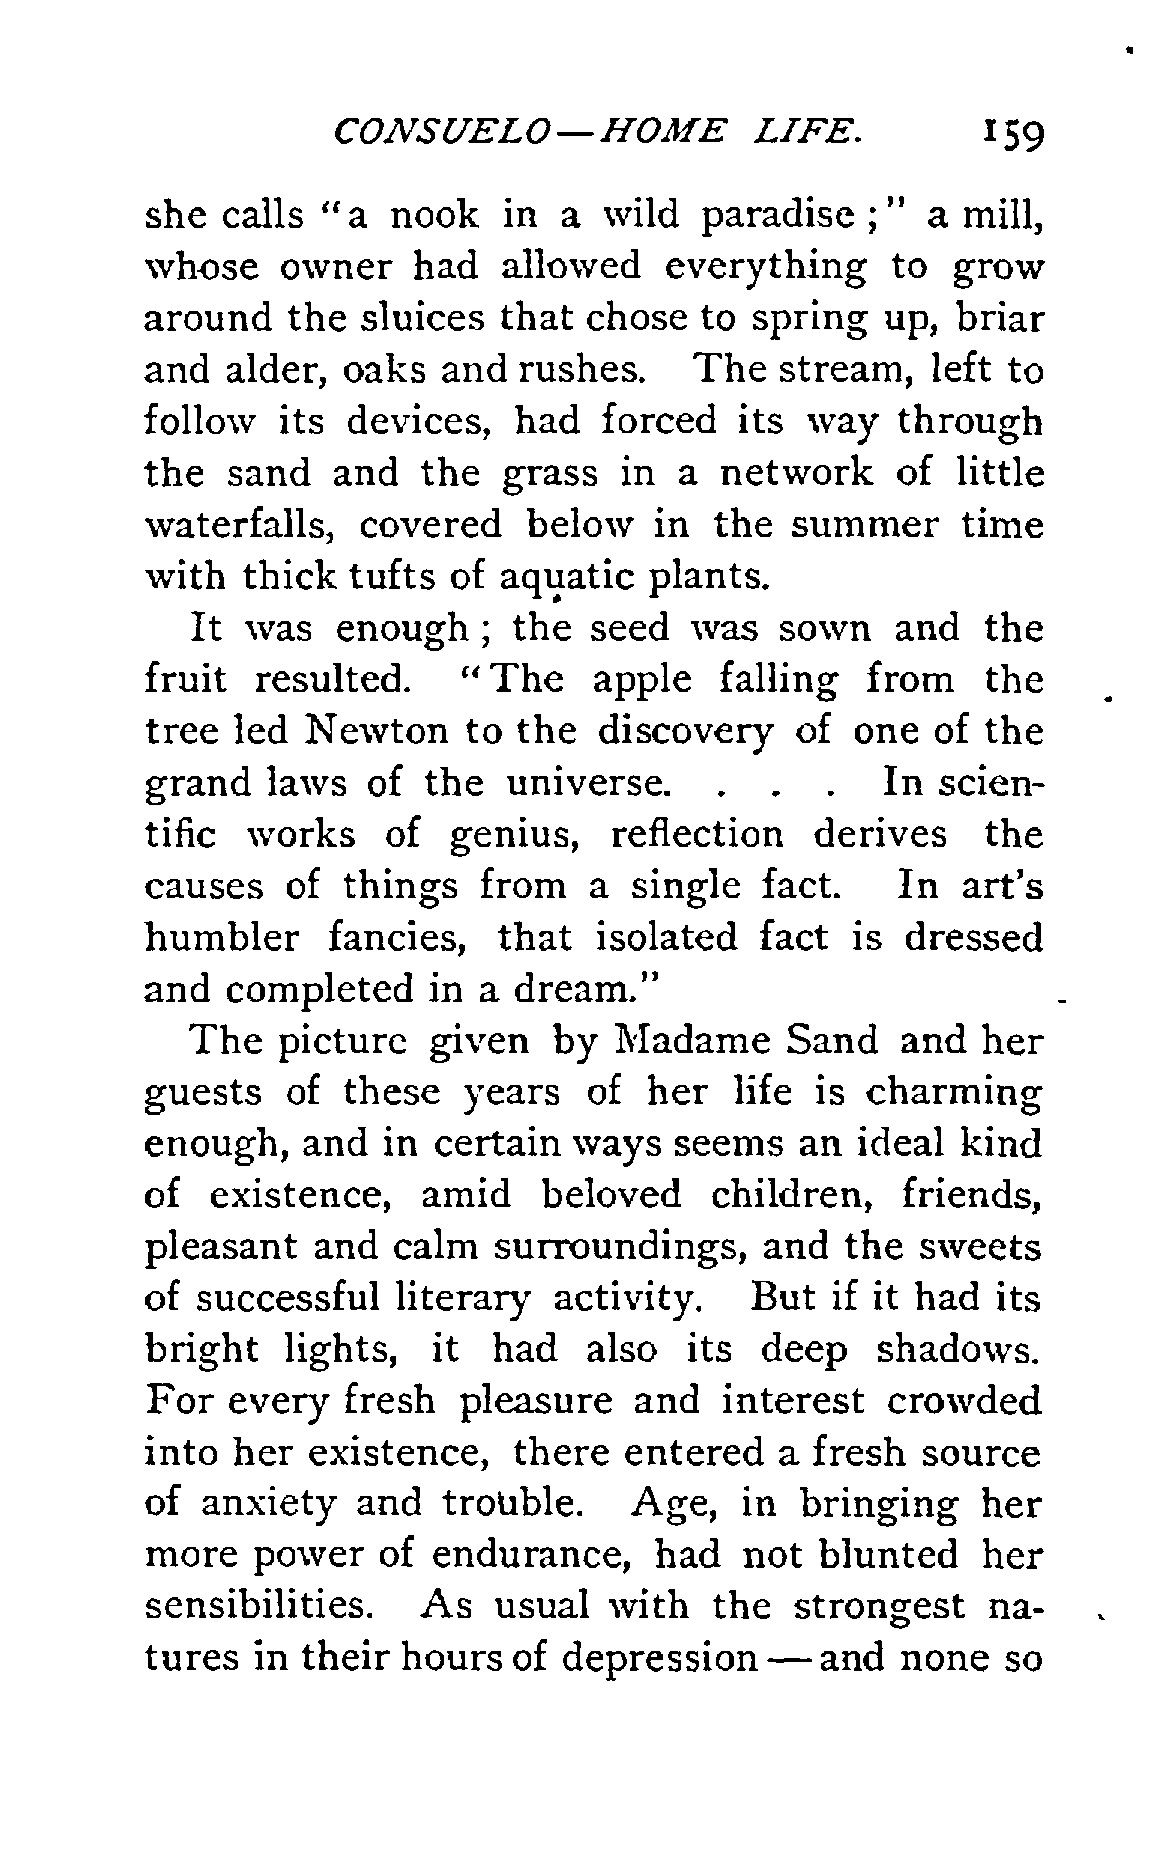 CONSUELO—HOME LIFE. 159
she calls "a nook in a wild paradise;" a mill,
whose owner had allowed everything to grow
around the sluices that chose to spring up, briar
and alder, oaks and rushes. The stream, left to
follow its devices, had forced its way through
the sand and the grass in a network of little
waterfalls, covered below in the summer time
with thick tufts of aquatic plants.
It was enough; the seed was sown and the
fruit resulted. "The apple falling from the
tree led Newton to the discovery of one of the
grand laws of the universe. . . . In scien-
tific works of genius, reflection derives the
causes of things from a single fact. In art's
humbler fancies, that isolated fact is dressed
and completed in a dream."
The picture given by Madame Sand and her
guests of these years of her life is charming
enough, and in certain ways seems an ideal kind
of existence, amid beloved children, friends,
pleasant and calm surroundings, and the sweets
of successful literary activity. But if it had its
bright lights, it had also its deep shadows.
For every fresh pleasure and interest crowded
into her existence, there entered a fresh source
of anxiety and trouble. Age, in bringing her
more power of endurance, had not blunted her
sensibilities. As usual with the strongest na-
tures in their hours of depression—and none so